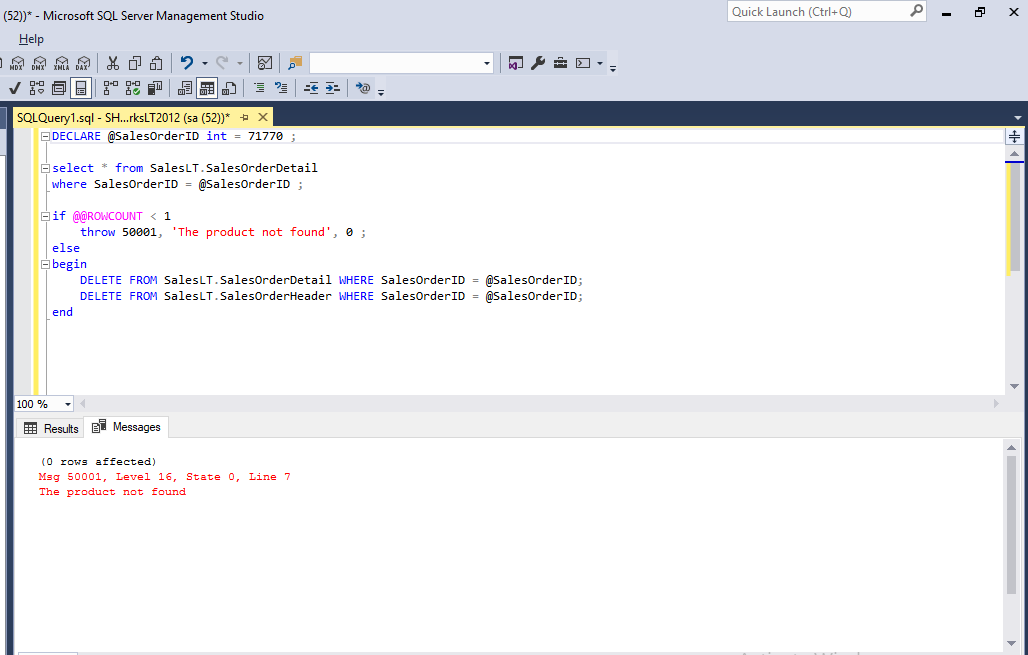 (52))* - Microsoft SQL Server Management Studio
Quick Launch (Ctrl+Q)
Help
MDX DMX XMLA DAX
SQLQuery1.sql - SH...rksLT2012 (sa (52))*
DECLARE @SalesOrderID int = 71770 ;
select * from SalesLT.SalesOrderDetail
where SalesOrderID = @SalesOrderID ;
if @@ROWCOUNT < 1
throw 50001, 'The product not found', 0 ;
else
begin
DELETE FROM SalesLT.SalesOrderDetail WHERE SalesOrderID = @SalesOrderID;
DELETE FROM SalesLT.SalesOrderHeader WHERE SalesOrderID = @SalesOrderID;
end
100 %
Results Messages
(0 rows affected)
Msg 50001, Level 16, State 0, Line 7
The product not found